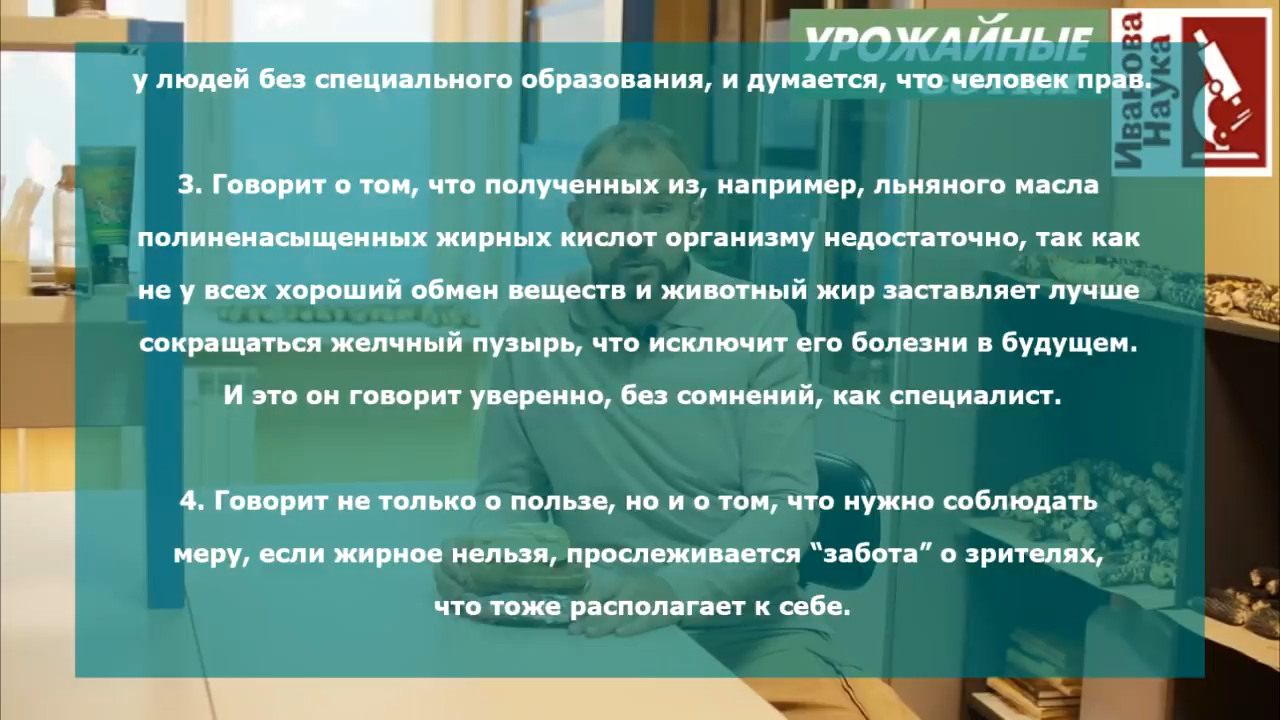 УРОЖАЙНЫЕ
Иванова
Наука
у людей без специального образования, и думается, что человек прав.
3. Говорит о том, что полученных из, например, льняного масла
полиненасыщенных жирных кислот организму недостаточно, так как
не у всех хороший обмен веществ и животный жир заставляет лучше
сокращаться желчный пузырь, что исключит его болезни в будущем.
И это он говорит уверенно, без сомнений, как специалист.
4. Говорит не только о пользе, но и о том, что нужно соблюдать
меру, если жирное нельзя, прослеживается “забота” о зрителях,
что тоже располагает к себе.